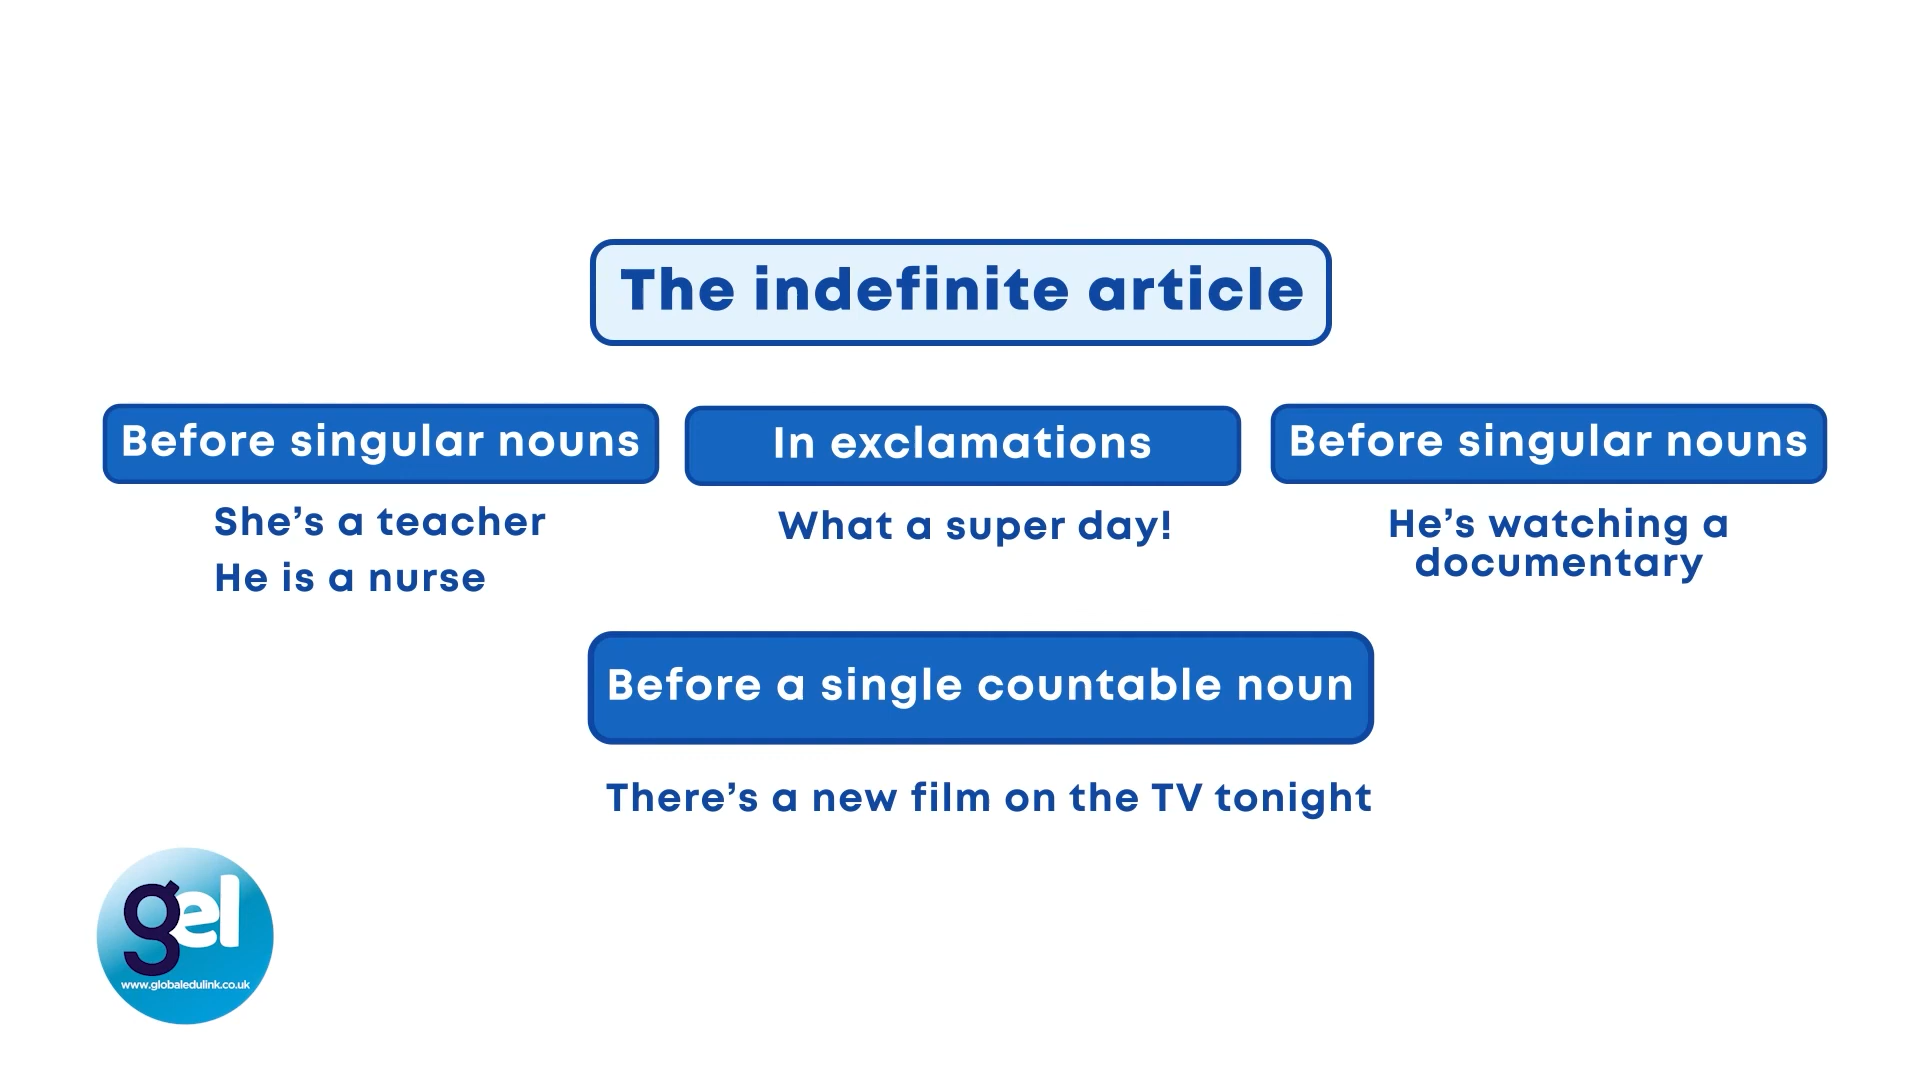 The indefinite article
Before singular nouns
She’s a teacher
He is a nurse
In exclamations
What a super day!
Before singular nouns
He’s watching a
documentary
Before a single countable noun
There’s a new film on the TV tonight
gel
www.globaledulink.co.uk